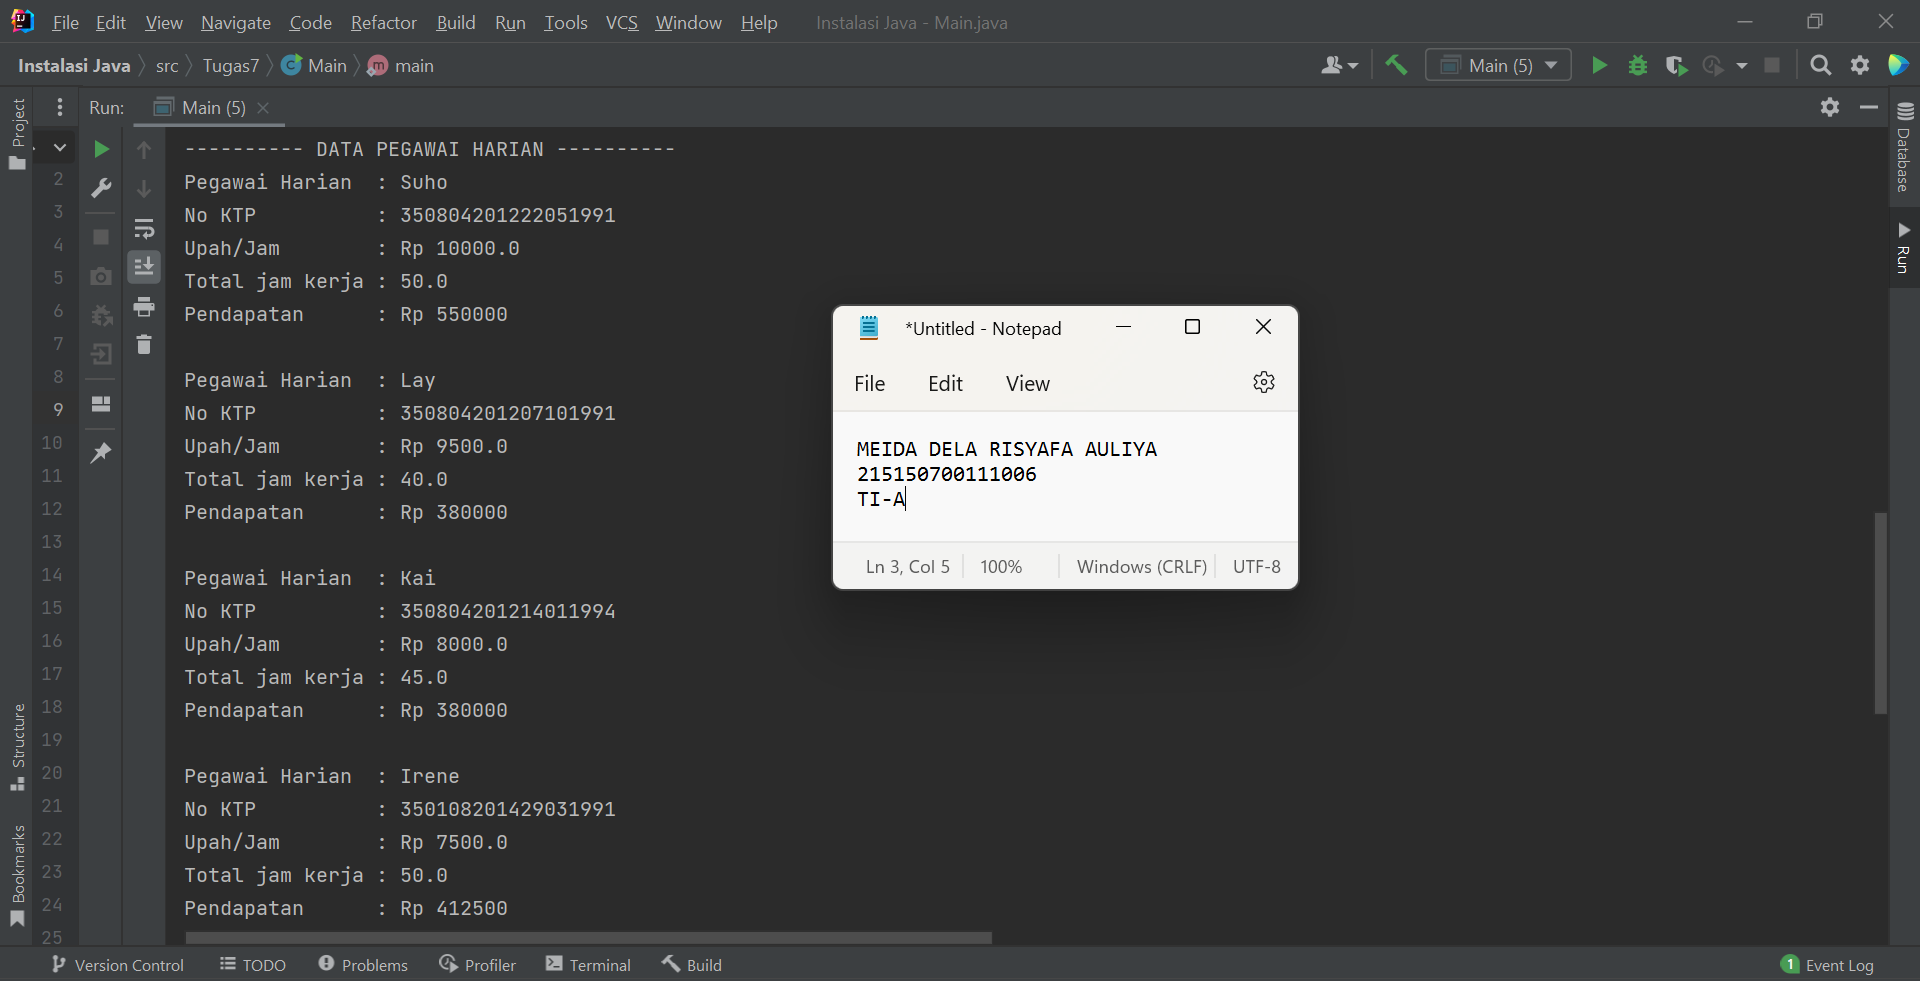 File Edit View Navigate Code Refactor Build Run Tools VCS Window Help Instalasi Java - Main.java
Instalasi Java src Tugas7 Main main Main (5)
Project
Run: Main (5)
Database
Run
Structure
Bookmarks
2
3
4
5
6
7
8
9
10
11
12
13
14
15
16
17
18
19
20
21
22
23
24
25
---------- DATA PEGAWAI HARIAN ----------
Pegawai Harian : Suho
No KTP : 350804201222051991
Upah/Jam : Rp 10000.0
Total jam kerja : 50.0
Pendapatan : Rp 550000
Pegawai Harian : Lay
No KTP : 350804201207101991
Upah/Jam : Rp 9500.0
Total jam kerja : 40.0
Pendapatan : Rp 380000
Pegawai Harian : Kai
No KTP : 350804201214011994
Upah/Jam : Rp 8000.0
Total jam kerja : 45.0
Pendapatan : Rp 380000
Pegawai Harian : Irene
No KTP : 350108201429031991
Upah/Jam : Rp 7500.0
Total jam kerja : 50.0
Pendapatan : Rp 412500
*Untitled - Notepad
File Edit View
MEIDA DELA RISYAFA AULIYA
215150700111006
TI-A
Ln 3, Col 5 100% Windows (CRLF) UTF-8
Version Control TODO Problems Profiler Terminal Build 1 Event Log